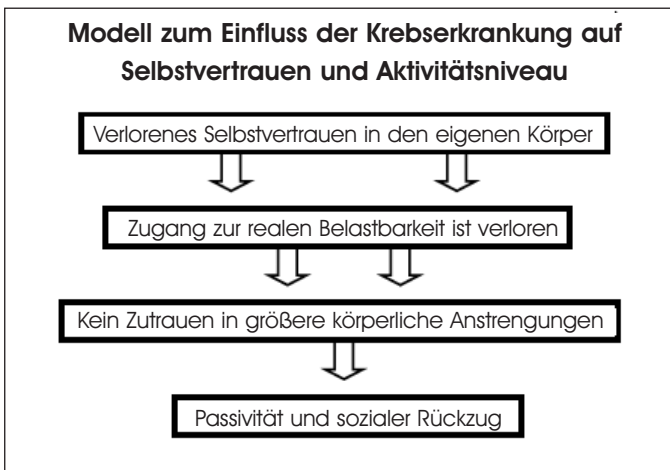 Modell zum Einfluss der Krebserkrankung auf
Selbstvertrauen und Aktivitätsniveau
Verlorenes Selbstvertrauen in den eigenen Körper
Zugang zur realen Belastbarkeit ist verloren
Kein Zutrauen in größere körperliche Anstrengungen
Passivität und sozialer Rückzug